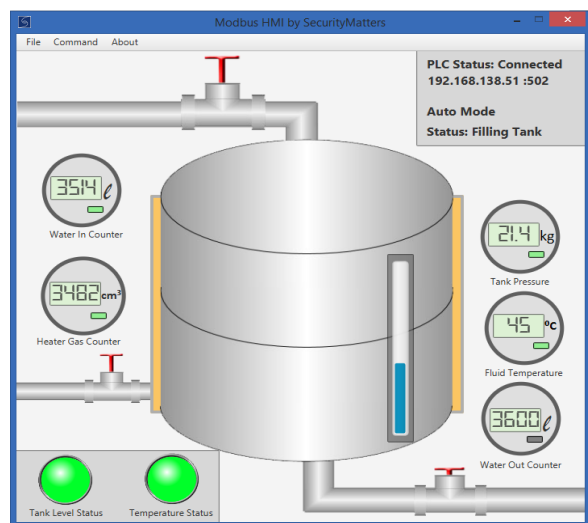 Modbus HMI by SecurityMatters
File Command About
PLC Status: Connected
192.168.138.51 :502
Auto Mode
Status: Filling Tank
3514 ℓ
Water In Counter
3482 cm³
Heater Gas Counter
21.4 kg
Tank Pressure
45 ºC
Fluid Temperature
3600 ℓ
Water Out Counter
Tank Level Status
Temperature Status